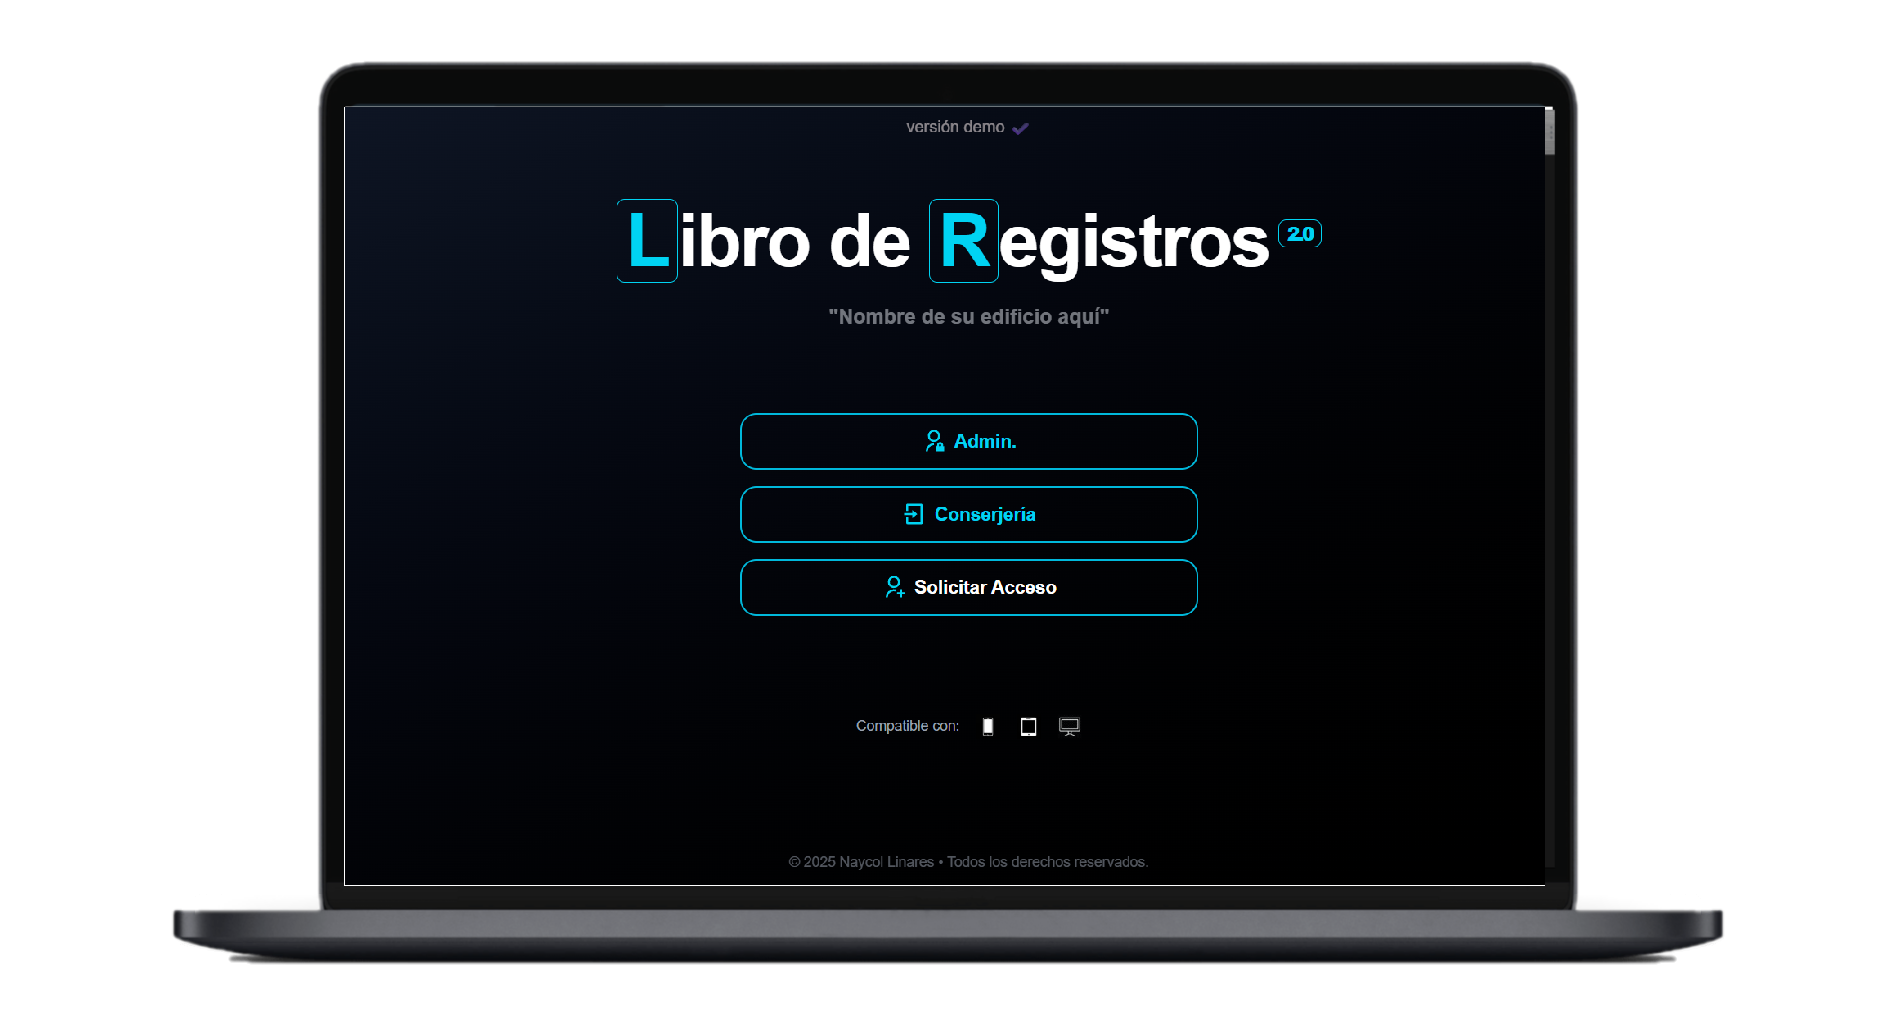 versión demo
Libro de Registros 2.0
"Nombre de su edificio aquí"
Admin.
Conserjería
Solicitar Acceso
Compatible con:
© 2025 Naycol Linares • Todos los derechos reservados.